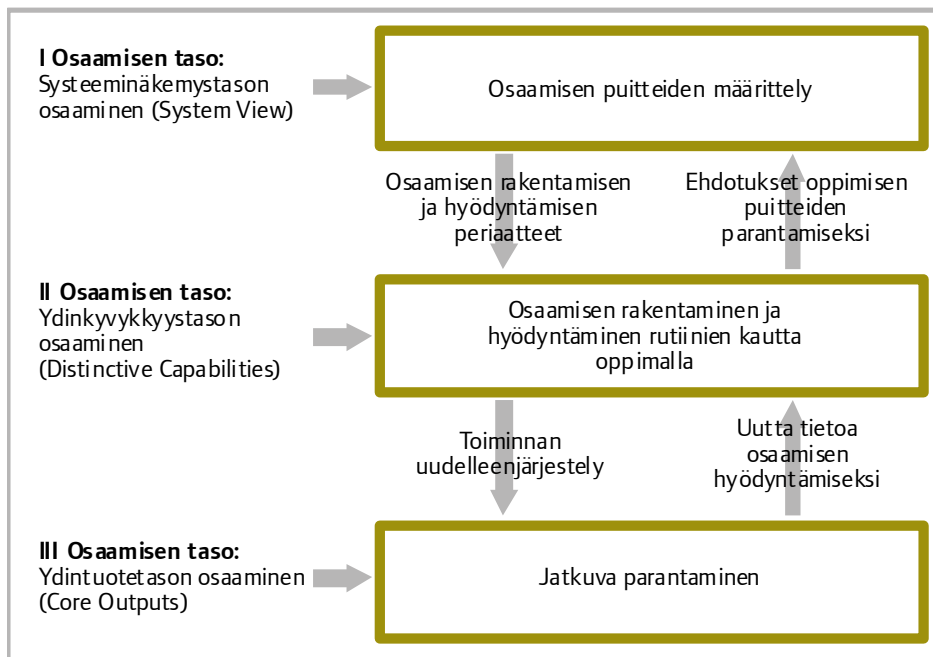 I Osaamisen taso:
Systeeminäkemystason
osaaminen (System View)
Osaamisen puitteiden määrittely
Osaamisen rakentamisen
ja hyödyntämisen
periaatteet
Ehdotukset oppimisen
puitteiden
parantamiseksi
II Osaamisen taso:
Ydinkyvykkyystason
osaaminen
(Distinctive Capabilities)
Osaamisen rakentaminen ja
hyödyntäminen rutiinien kautta
oppimalla
Toiminnan
uudelleenjärjestely
Uutta tietoa
osaamisen
hyödyntämiseksi
III Osaamisen taso:
Ydintuotetason osaaminen
(Core Outputs)
Jatkuva parantaminen